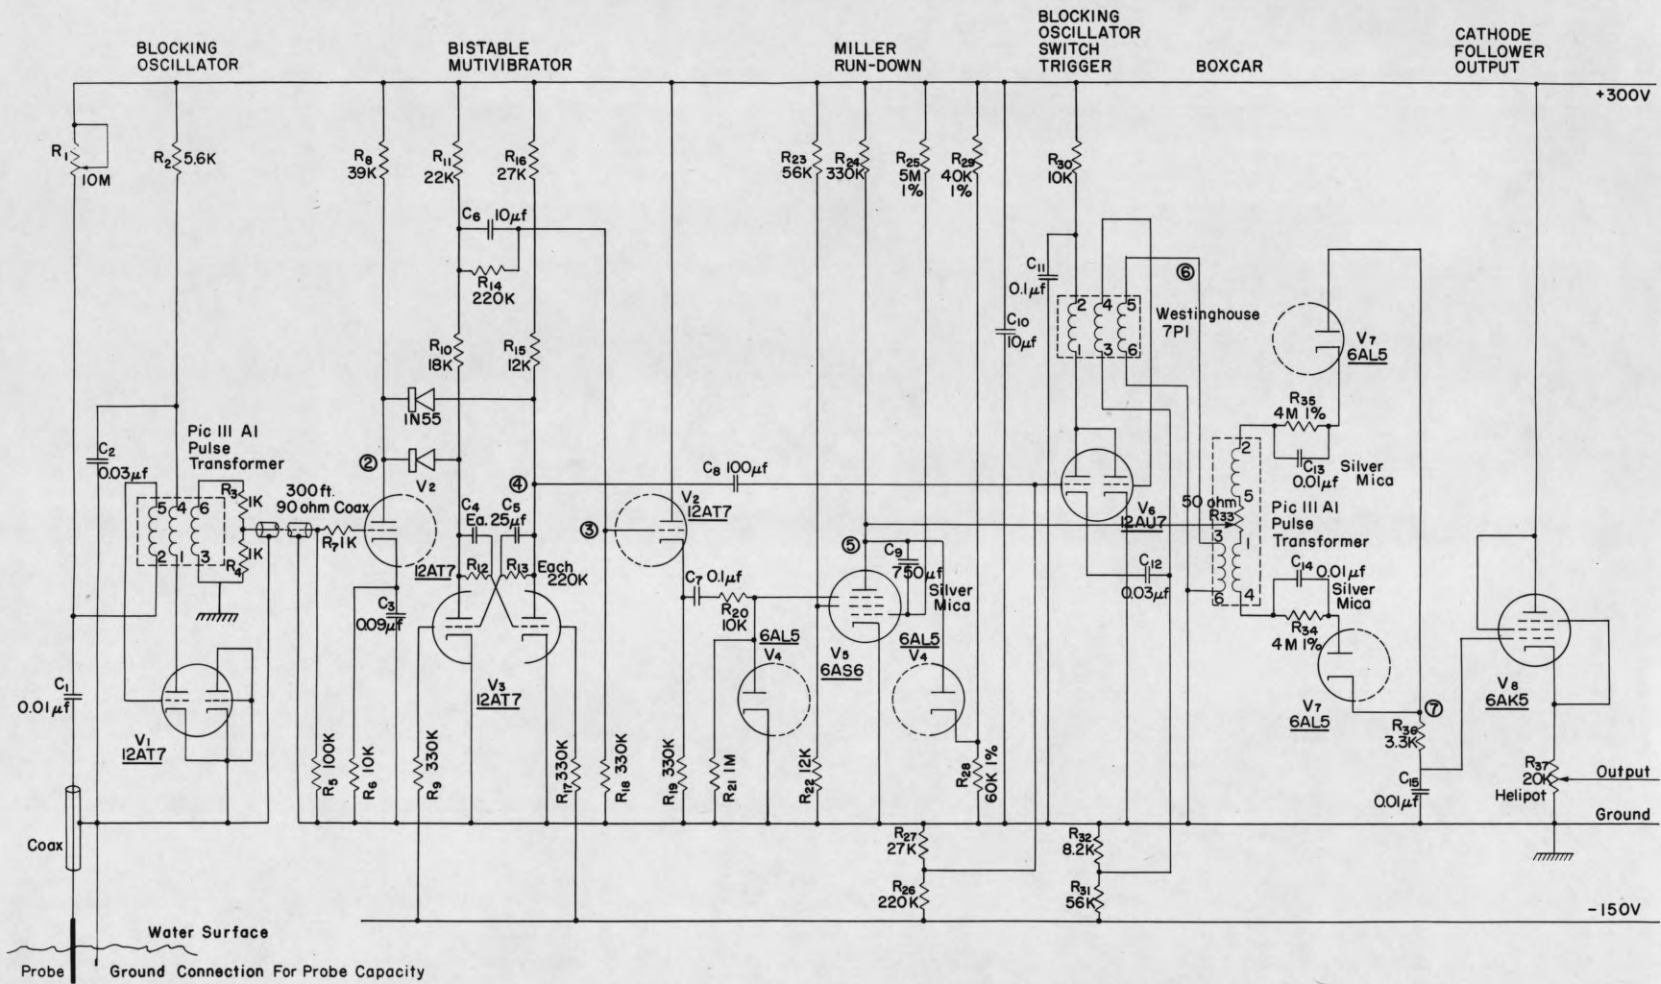 BLOCKING
OSCILLATOR
BISTABLE
MUTIVIBRATOR
MILLER
RUN-DOWN
BLOCKING
OSCILLATOR
SWITCH
TRIGGER
BOXCAR
CATHODE
FOLLOWER
OUTPUT
+300V
R1
10M
R2 5.6K
R8
39K
R11
22K
R16
27K
R23
56K
R24
330K
R25
5M
1%
R29
40K
1%
R30
10K
C6 10µf
R14
220K
C11
0.1µf
C10
10µf
⑥
2 4 5
1 3 6
Westinghouse
7P1
V7
6AL5
R10
18K
R15
12K
1N55
R35
4M 1%
C13
0.01µf
Silver
Mica
C2
0.03µf
Pic III A1
Pulse
Transformer
②
V2
12AT7
④
C8 100µf
5 4 6
2 1 3
R3
1K
1K
R4
300 ft.
90 ohm Coax
R7 1K
C4
C5
Ea. 25µf
③
V2
12AT7
V6
12AU7
50 ohm
R33
2
5
3
1
6
4
Pic III A1
Pulse
Transformer
R12
R13
Each
220K
C3
0.09µf
⑤
C9
750µf
Silver
Mica
C7 0.1µf
R20
10K
C12
0.03µf
C14 0.01µf
Silver
Mica
R34
4M 1%
6AL5
V4
V5
6AS6
6AL5
V4
V3
12AT7
C1
0.01µf
V1
12AT7
V7
6AL5
⑦
R36
3.3K
V8
6AK5
R5 100K
R6 10K
R9 330K
R17 330K
R18 330K
R19 330K
R21 1M
R22 12K
R28
60K 1%
C15
0.01µf
R37
20K
Helipot
Output
Ground
Coax
R27
27K
R32
8.2K
R26
220K
R31
56K
-150V
Water Surface
Probe
Ground Connection For Probe Capacity